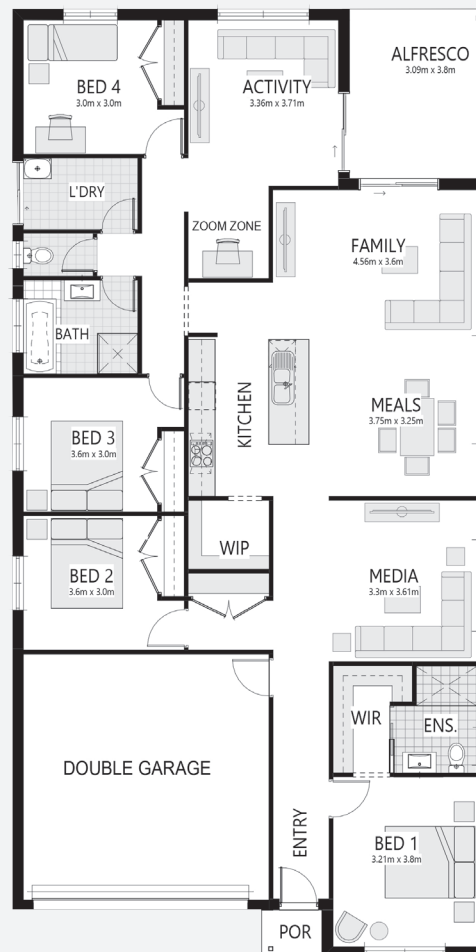 BED 4
3.0m x 3.0m
ACTIVITY
3.36m x 3.71m
ALFRESCO
3.09m x 3.8m
L'DRY
ZOOM ZONE
FAMILY
4.56m x 3.6m
BATH
KITCHEN
MEALS
3.75m x 3.25m
BED 3
3.6m x 3.0m
WIP
BED 2
3.6m x 3.0m
MEDIA
3.3m x 3.61m
WIR
ENS.
DOUBLE GARAGE
ENTRY
BED 1
3.21m x 3.8m
POR